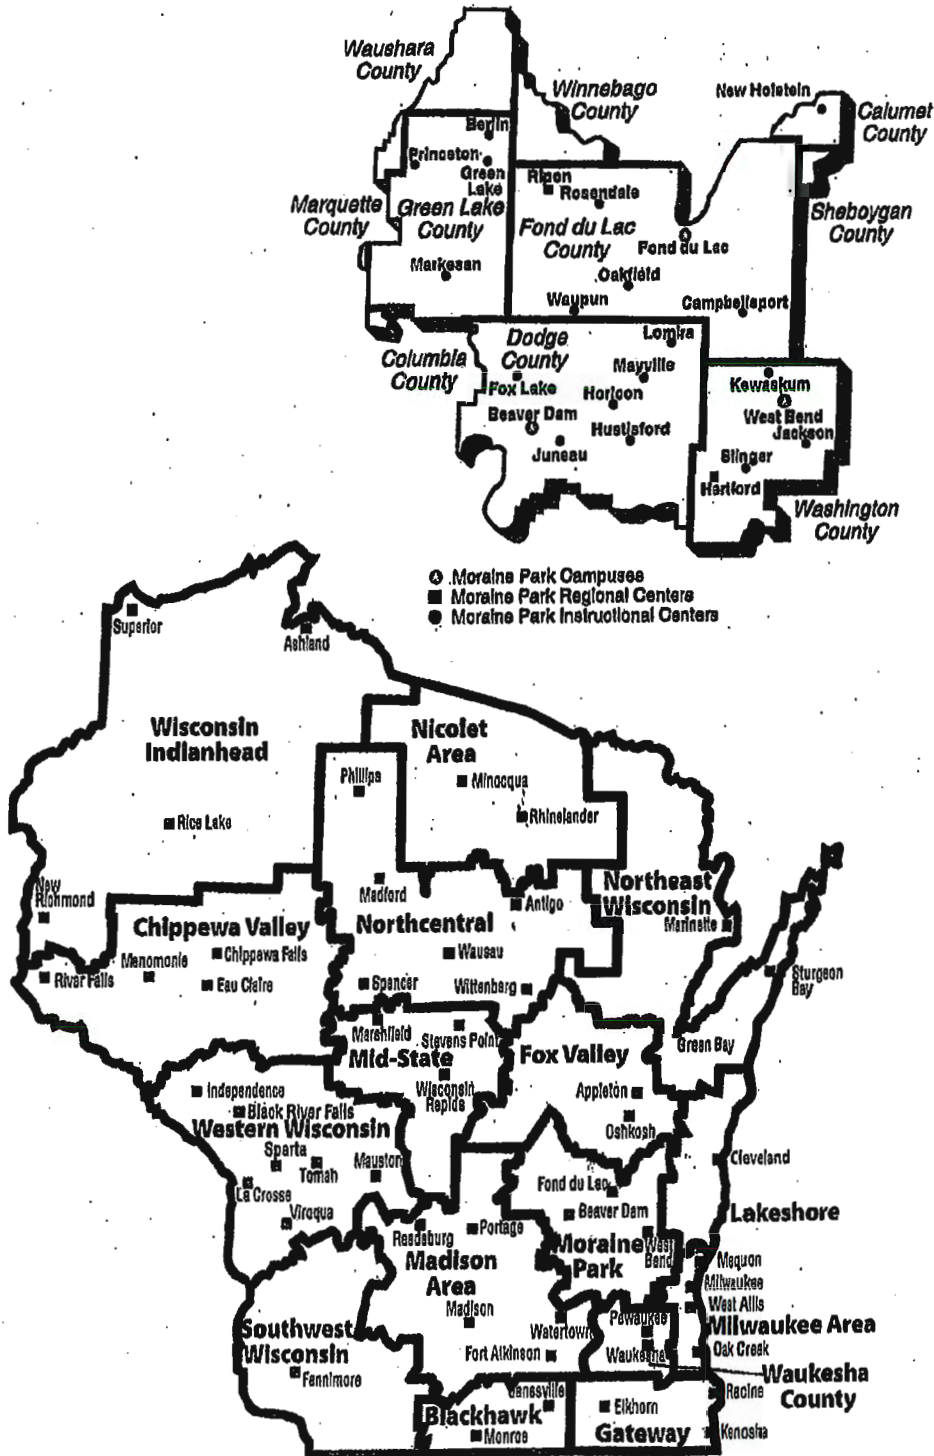 Waushara
County
Winnebago
County
New Holstein
Calumet
County
Berlin
Princeton
Green
Lake
Ripon
Rosendale
Marquette
County
Green Lake
County
Fond du Lac
County
Fond du Lac
Sheboygan
County
Markesan
Oakfield
Waupun
Campbellsport
Columbia
County
Dodge
County
Lomira
Mayville
Fox Lake
Horicon
Kewaskum
Beaver Dam
Hustisford
West Bend
Jackson
Juneau
Slinger
Hartford
Washington
County
Moraine Park Campuses
Moraine Park Regional Centers
Moraine Park Instructional Centers
Superior
Ashland
Wisconsin
Indianhead
Nicolet
Area
Phillips
Minocqua
Rice Lake
Rhinelander
New
Richmond
Medford
Antigo
Northeast
Wisconsin
Marinette
Chippewa Valley
Northcentral
Chippewa Falls
Wausau
River Falls
Menomonie
Eau Claire
Spencer
Wittenberg
Sturgeon
Bay
Marshfield
Stevens Point
Mid-State
Fox Valley
Green Bay
Independence
Wisconsin
Rapids
Appleton
Black River Falls
Western Wisconsin
Oshkosh
Sparta
Tomah
Mauston
Cleveland
La Crosse
Fond du Lac
Viroqua
Beaver Dam
Lakeshore
Reedsburg
Portage
Moraine
Park
West
Bend
Mequon
Madison
Area
Milwaukee
Madison
West Allis
Southwest
Wisconsin
Watertown
Pewaukee
Milwaukee Area
Fort Atkinson
Waukesha
Oak Creek
Fennimore
Waukesha
County
Janesville
Racine
Blackhawk
Elkhorn
Monroe
Gateway
Kenosha